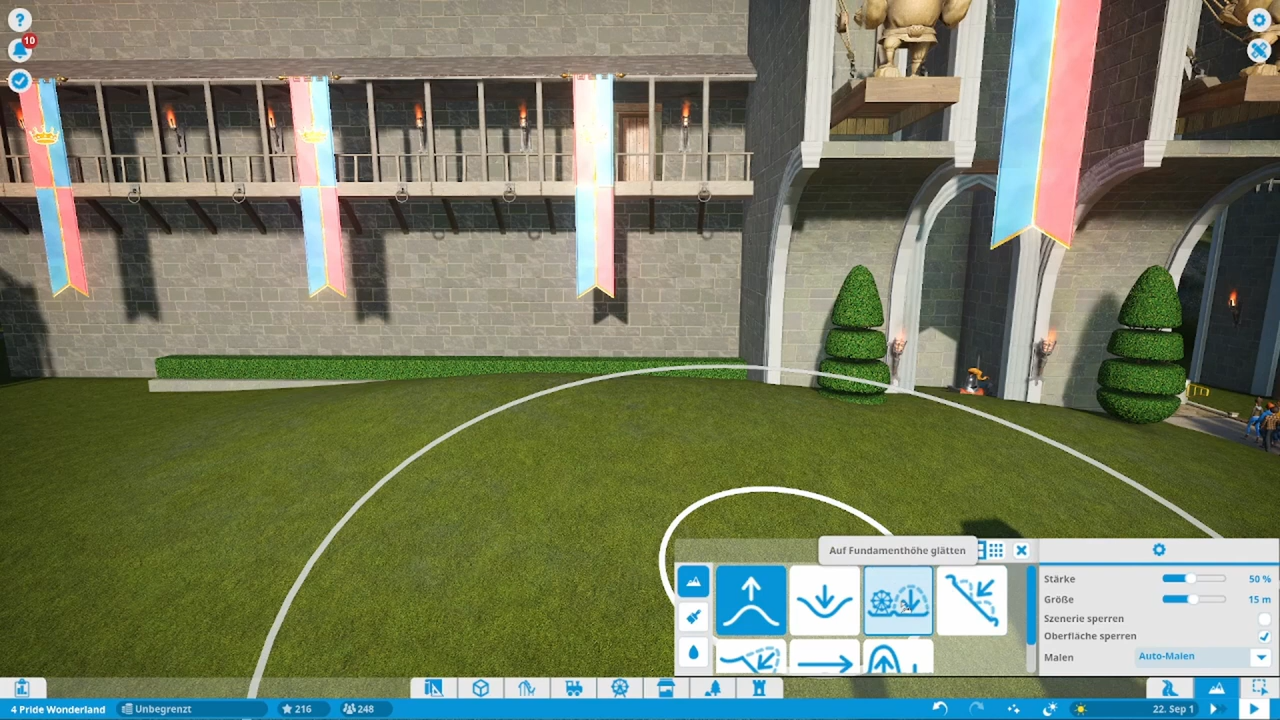 ?
10
Auf Fundamenthöhe glätten
Stärke 50 %
Größe 15 m
Szenerie sperren
Oberfläche sperren
Malen Auto-Malen
4 Pride Wonderland Unbegrenzt 216 248 22. Sep 1